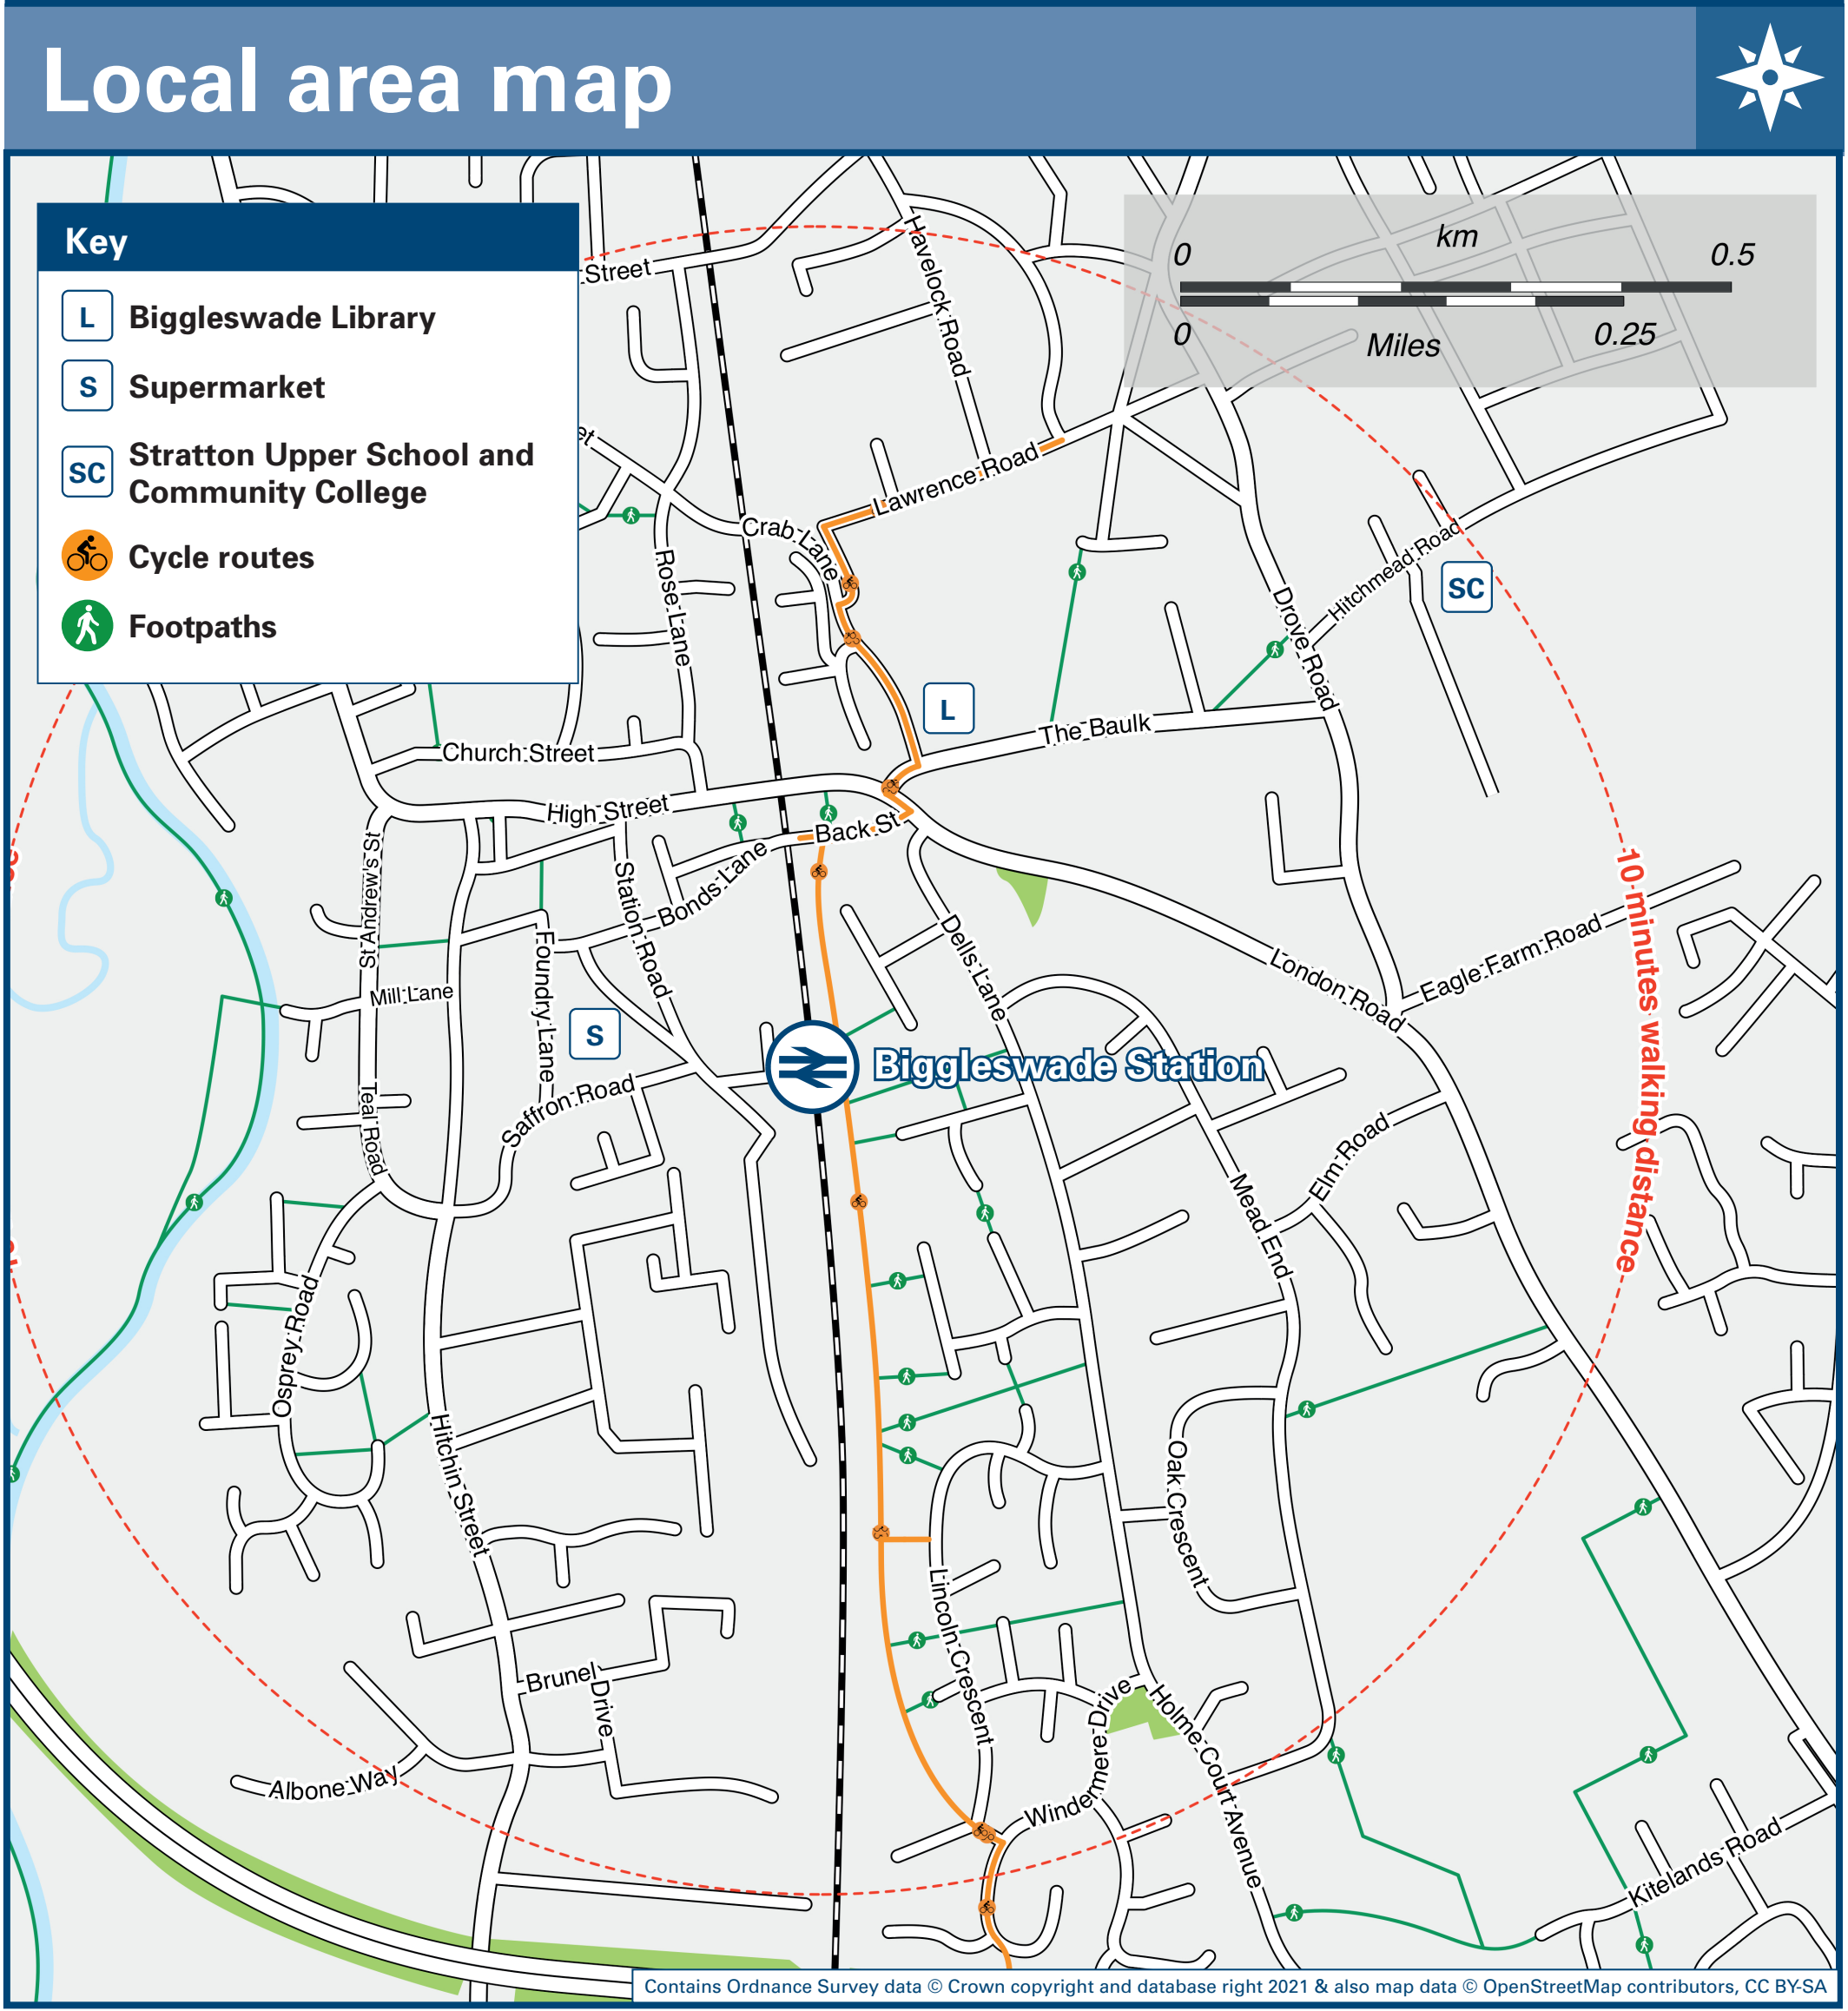 Local area map
Key
L Biggleswade Library
S Supermarket
SC Stratton Upper School and
Community College
Cycle routes
Footpaths
0 km 0.5
0 Miles 0.25
Street
Havelock Road
Lawrence Road
Crab Lane
Rose Lane
Hitchmead Road
SC
Drove Road
L
The Baulk
Church Street
High Street
Back St
Bonds Lane
St Andrew's St
Station Road
Foundry Lane
Dells Lane
London Road
Eagle Farm Road
10 minutes walking distance
Mill Lane
S
Biggleswade Station
Saffron Road
Teal Road
Elm Road
Mead End
Osprey Road
Hitchin Street
Oak Crescent
Lincoln Crescent
Brunel Drive
Albone Way
Windermere Drive
Holme Court Avenue
Kitelands Road
Contains Ordnance Survey data © Crown copyright and database right 2021 & also map data © OpenStreetMap contributors, CC BY-SA